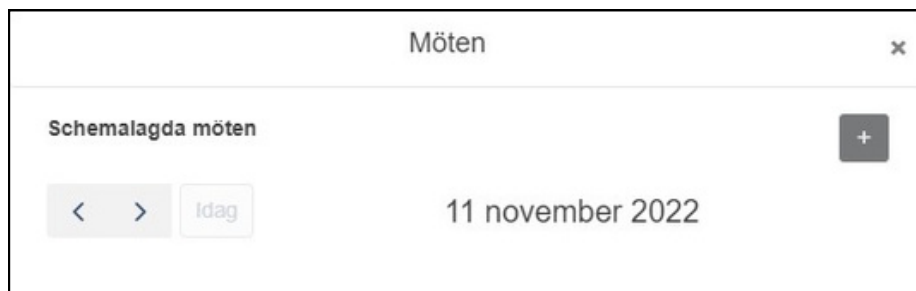 Möten
×
Schemalagda möten
+
< > Idag
11 november 2022